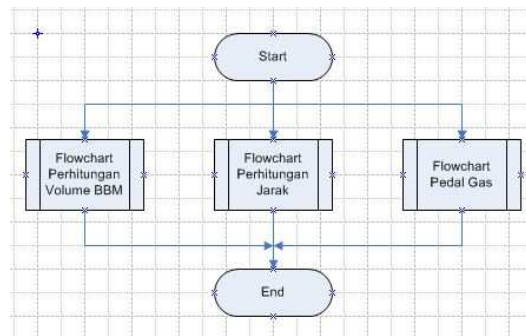 Start
Flowchart
Perhitungan
Volume BBM
Flowchart
Perhitungan
Jarak
Flowchart
Pedal Gas
End